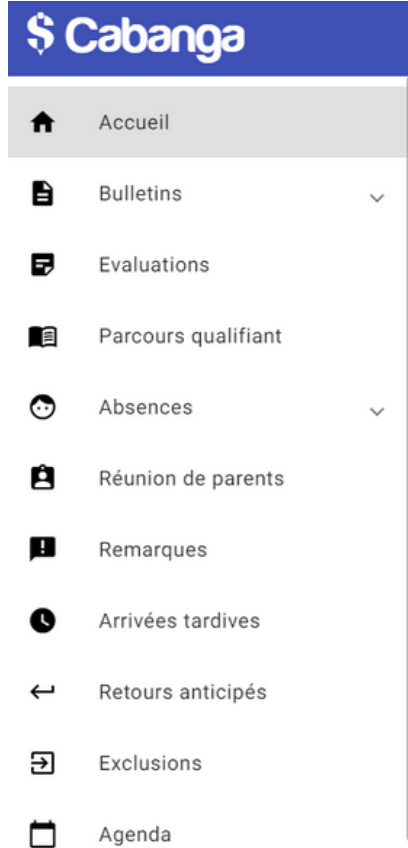 Cabanga
Accueil
Bulletins
Evaluations
Parcours qualifiant
Absences
Réunion de parents
Remarques
Arrivées tardives
Retours anticipés
Exclusions
Agenda